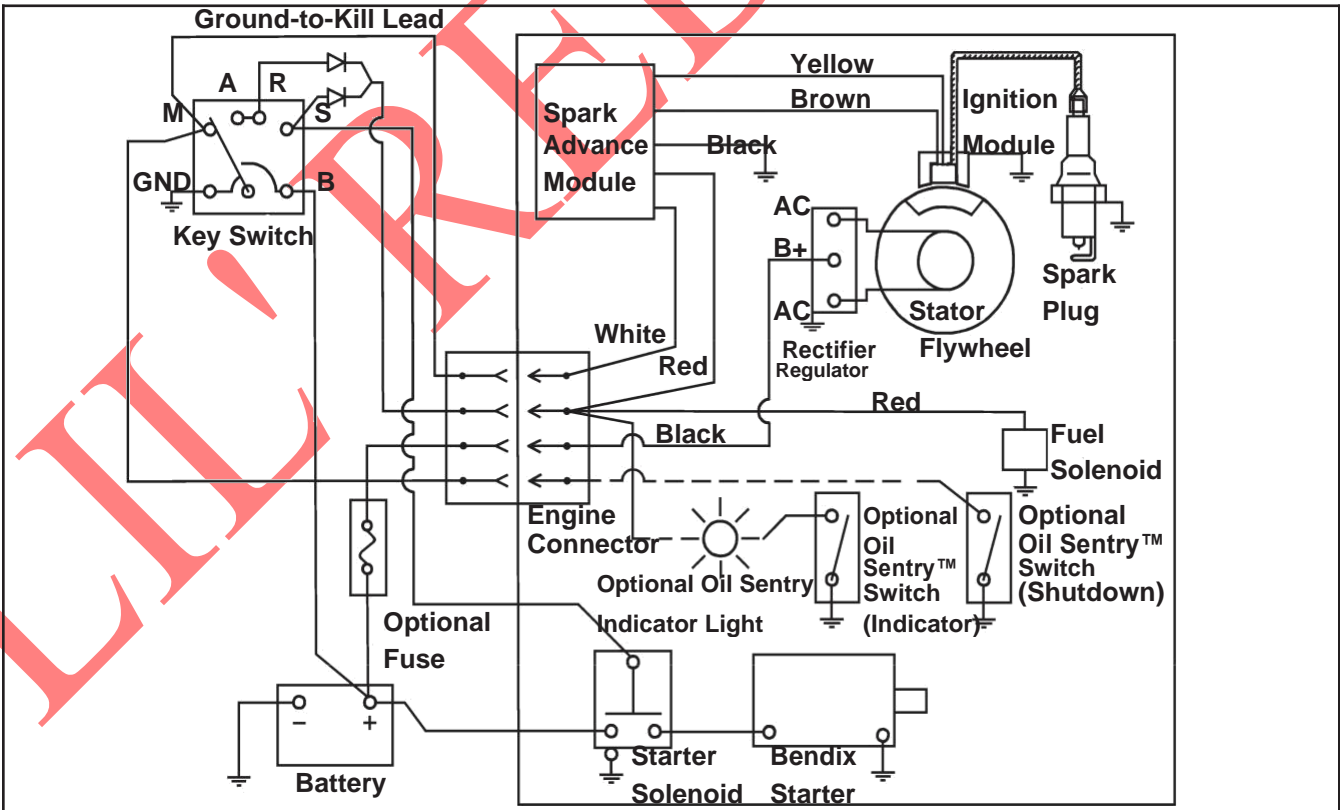 Ground-to-Kill Lead
A R
M S
GND B
Key Switch
Spark
Advance
Module
Yellow
Brown
Black
Ignition
Module
AC
B+
AC
Rectifier
Regulator
Stator
Flywheel
Spark
Plug
White
Red
Red
Black
Fuel
Solenoid
Engine
Connector
Optional Oil Sentry
Indicator Light
Optional
Oil
Sentry™
Switch
(Indicator)
Optional
Oil Sentry™
Switch
(Shutdown)
Optional
Fuse
− +
Battery
Starter
Solenoid
Bendix
Starter